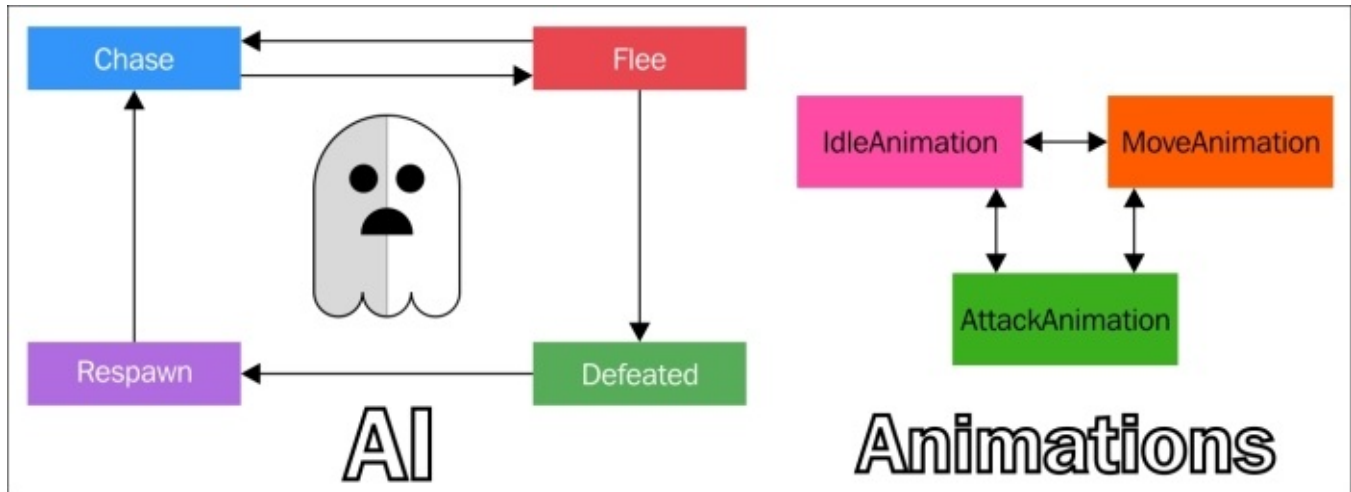 Chase
Flee
IdleAnimation
MoveAnimation
AttackAnimation
Respawn
Defeated
AI
Animations